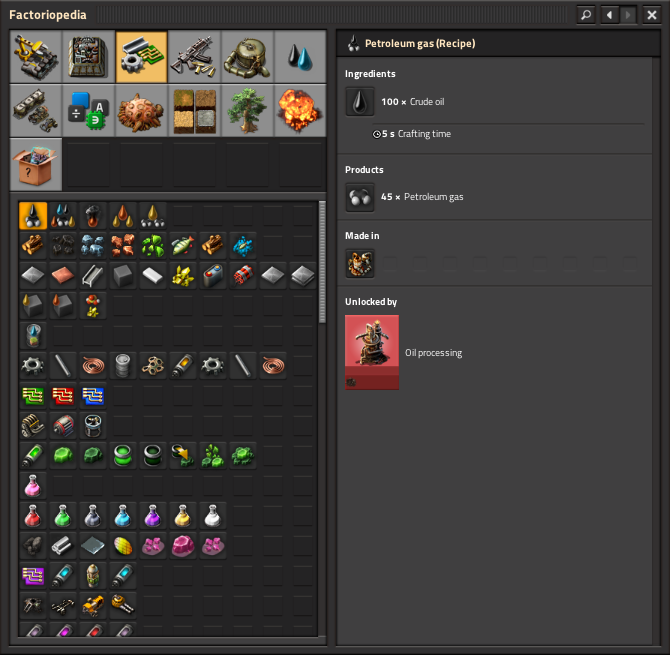 Factoriopedia
Petroleum gas (Recipe)
Ingredients
100 × Crude oil
5 s Crafting time
Products
45 × Petroleum gas
Made in
Unlocked by
Oil processing